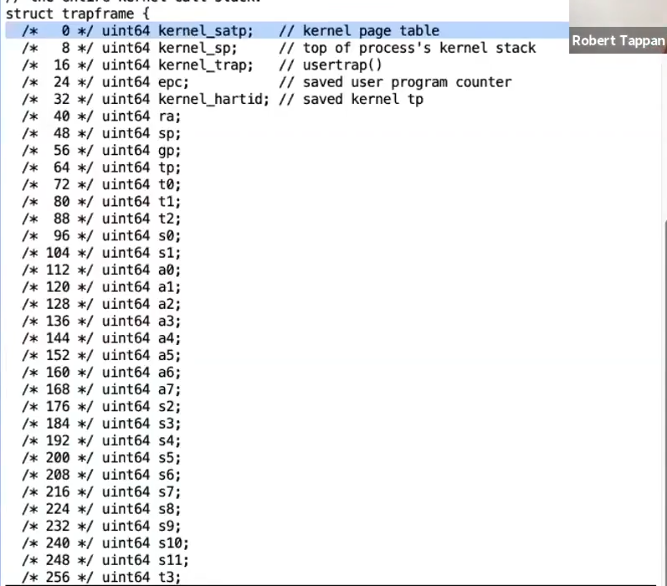 // the entire kernel call stack.
struct trapframe {
/*   0 */ uint64 kernel_satp;   // kernel page table
/*   8 */ uint64 kernel_sp;     // top of process's kernel stack
/*  16 */ uint64 kernel_trap;   // usertrap()
/*  24 */ uint64 epc;           // saved user program counter
/*  32 */ uint64 kernel_hartid; // saved kernel tp
/*  40 */ uint64 ra;
/*  48 */ uint64 sp;
/*  56 */ uint64 gp;
/*  64 */ uint64 tp;
/*  72 */ uint64 t0;
/*  80 */ uint64 t1;
/*  88 */ uint64 t2;
/*  96 */ uint64 s0;
/* 104 */ uint64 s1;
/* 112 */ uint64 a0;
/* 120 */ uint64 a1;
/* 128 */ uint64 a2;
/* 136 */ uint64 a3;
/* 144 */ uint64 a4;
/* 152 */ uint64 a5;
/* 160 */ uint64 a6;
/* 168 */ uint64 a7;
/* 176 */ uint64 s2;
/* 184 */ uint64 s3;
/* 192 */ uint64 s4;
/* 200 */ uint64 s5;
/* 208 */ uint64 s6;
/* 216 */ uint64 s7;
/* 224 */ uint64 s8;
/* 232 */ uint64 s9;
/* 240 */ uint64 s10;
/* 248 */ uint64 s11;
/* 256 */ uint64 t3;
Robert Tappan